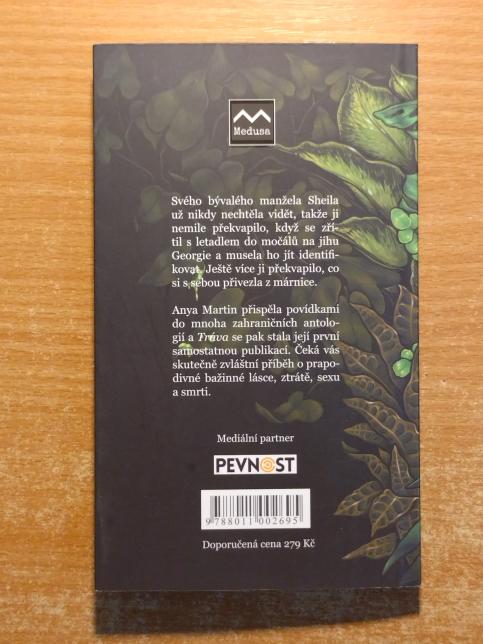 Medusa
Svého bývalého manžela Sheila
už nikdy nechtěla vidět, takže ji
nemile překvapilo, když se zří-
til s letadlem do močálů na jihu
Georgie a musela ho jít identifi-
kovat. Ještě více ji překvapilo, co
si s sebou přivezla z márnice.
Anya Martin přispěla povídkami
do mnoha zahraničních antolo-
gií a Tráva se pak stala její první
samostatnou publikací. Čeká vás
skutečně zvláštní příběh o prapo-
divné bažinné lásce, ztrátě, sexu
a smrti.
Mediální partner
PEVNOST
9 788011 002695
Doporučená cena 279 Kč